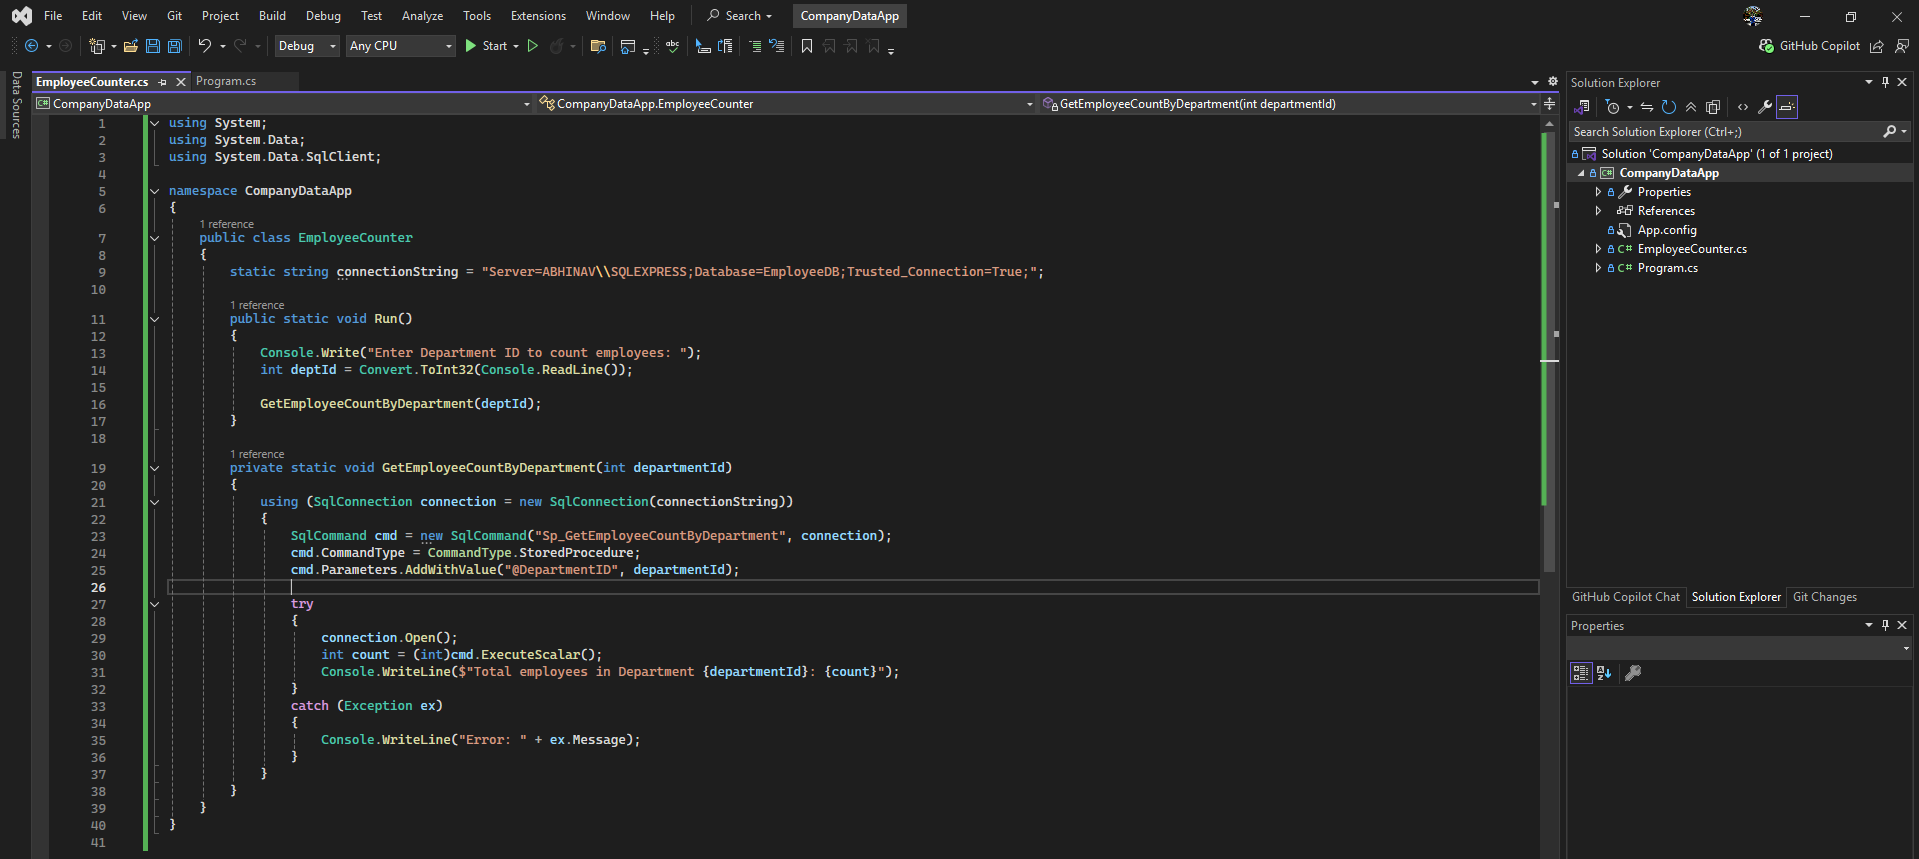 File Edit View Git Project Build Debug Test Analyze Tools Extensions Window Help Search CompanyDataApp
Debug Any CPU Start GitHub Copilot
Data Sources
EmployeeCounter.cs Program.cs
CompanyDataApp CompanyDataApp.EmployeeCounter GetEmployeeCountByDepartment(int departmentId)
1 using System;
2 using System.Data;
3 using System.Data.SqlClient;
4
5 namespace CompanyDataApp
6 {
1 reference
7 public class EmployeeCounter
8 {
9 static string connectionString = "Server=ABHINAV\\SQLEXPRESS;Database=EmployeeDB;Trusted_Connection=True;";
10
1 reference
11 public static void Run()
12 {
13 Console.Write("Enter Department ID to count employees: ");
14 int deptId = Convert.ToInt32(Console.ReadLine());
15
16 GetEmployeeCountByDepartment(deptId);
17 }
18
1 reference
19 private static void GetEmployeeCountByDepartment(int departmentId)
20 {
21 using (SqlConnection connection = new SqlConnection(connectionString))
22 {
23 SqlCommand cmd = new SqlCommand("Sp_GetEmployeeCountByDepartment", connection);
24 cmd.CommandType = CommandType.StoredProcedure;
25 cmd.Parameters.AddWithValue("@DepartmentID", departmentId);
26
27 try
28 {
29 connection.Open();
30 int count = (int)cmd.ExecuteScalar();
31 Console.WriteLine($"Total employees in Department {departmentId}: {count}");
32 }
33 catch (Exception ex)
34 {
35 Console.WriteLine("Error: " + ex.Message);
36 }
37 }
38 }
39 }
40 }
41
Solution Explorer
Search Solution Explorer (Ctrl+;)
Solution 'CompanyDataApp' (1 of 1 project)
CompanyDataApp
Properties
References
App.config
C# EmployeeCounter.cs
C# Program.cs
GitHub Copilot Chat Solution Explorer Git Changes
Properties